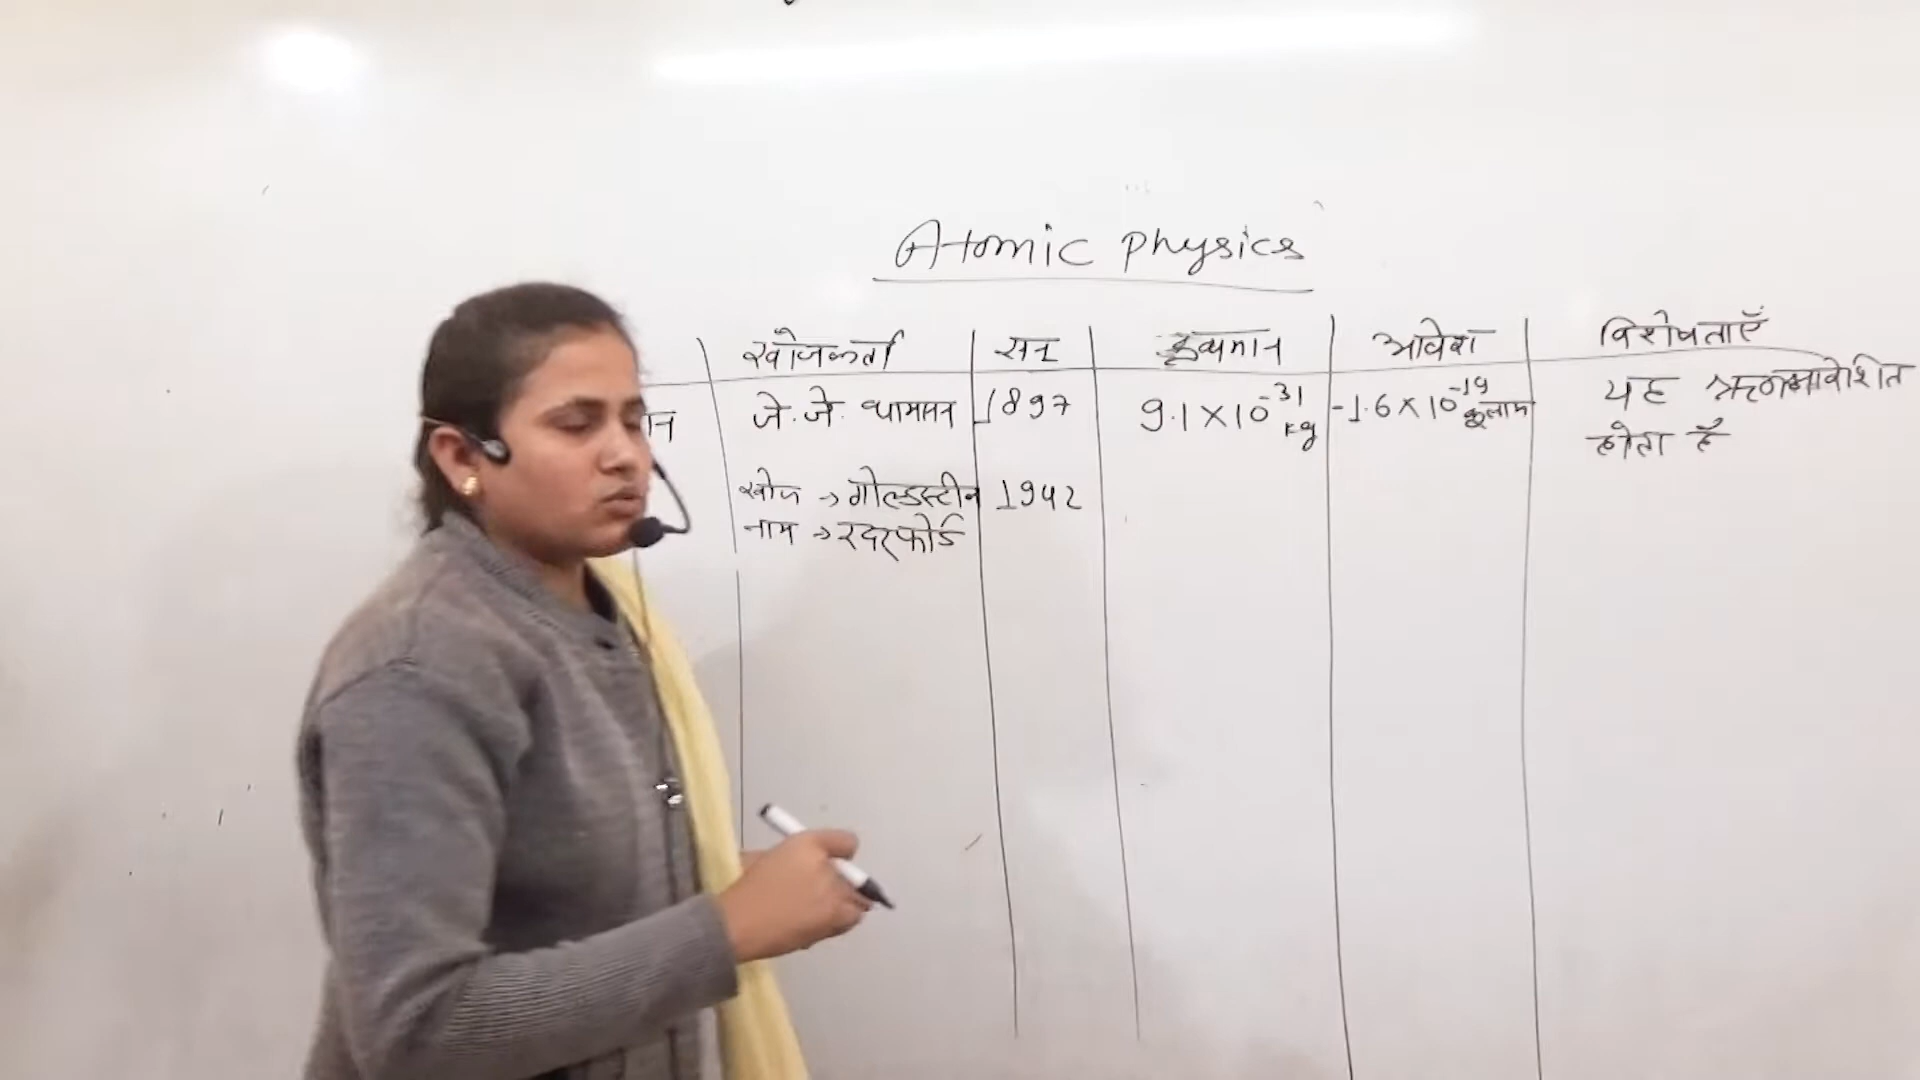 Atomic physics
खोजकर्ता सन द्रव्यमान आवेश विशेषताएँ
न जे. जे. थामसन 1897 9.1 × 10⁻³¹ kg -1.6 × 10⁻¹⁹ कूलाम यह ऋणआवेशित
होता हैं
खोज → गोल्डस्टीन 1942
नाम → रदरफोर्ड